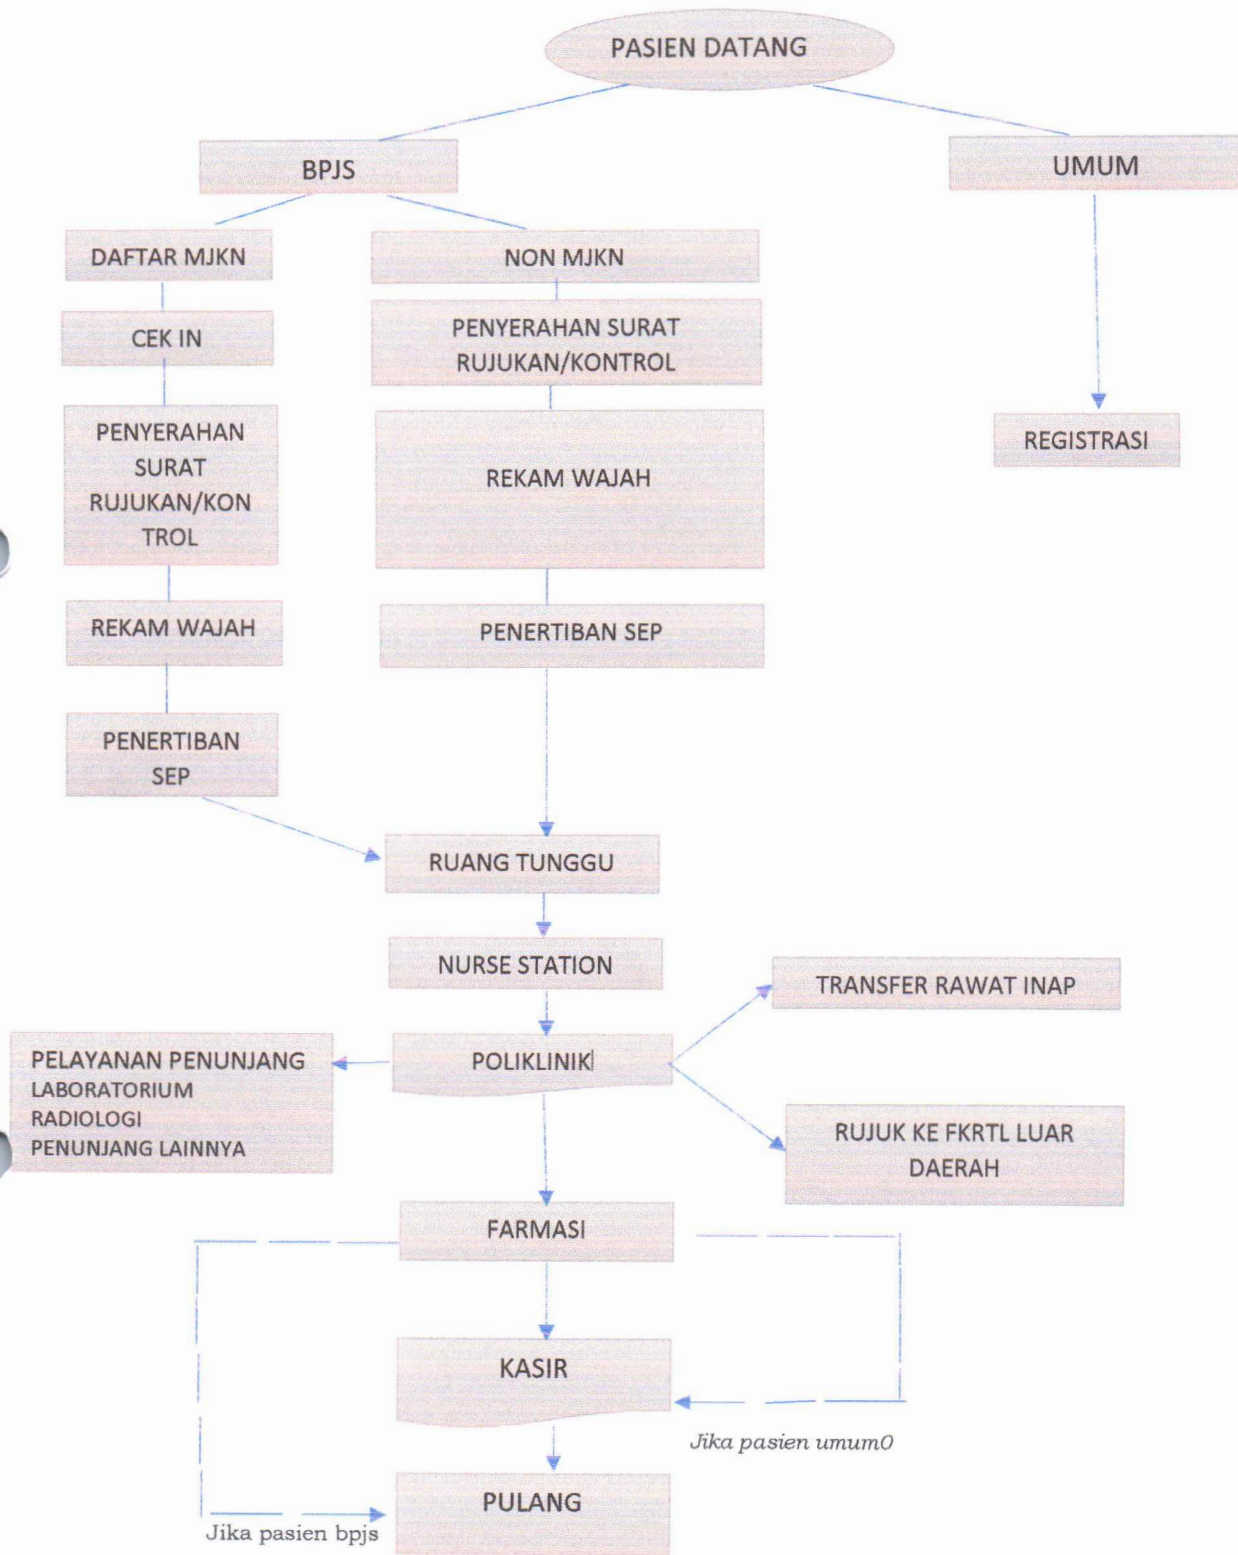 PASIEN DATANG
BPJS
UMUM
DAFTAR MJKN
NON MJKN
CEK IN
PENYERAHAN SURAT
RUJUKAN/KONTROL
PENYERAHAN
SURAT
RUJUKAN/KON
TROL
REKAM WAJAH
REGISTRASI
REKAM WAJAH
PENERTIBAN SEP
PENERTIBAN
SEP
RUANG TUNGGU
NURSE STATION
TRANSFER RAWAT INAP
PELAYANAN PENUNJANG
LABORATORIUM
RADIOLOGI
PENUNJANG LAINNYA
POLIKLINIK
RUJUK KE FKRTL LUAR
DAERAH
FARMASI
KASIR
Jika pasien umum0
PULANG
Jika pasien bpjs